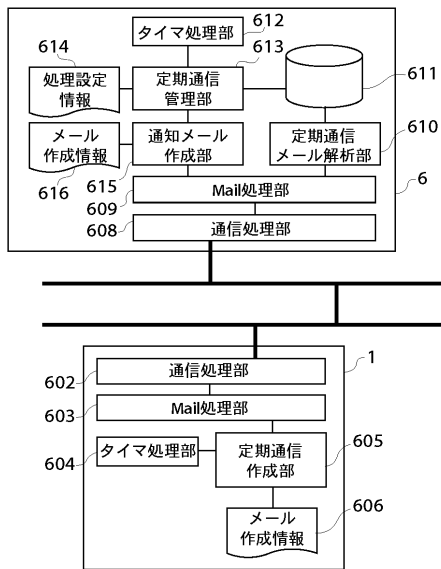 612
タイマ処理部
614
613
処理設定
情報
定期通信
管理部
611
メール
作成情報
通知メール
作成部
定期通信
メール解析部
610
616
615
Mail処理部
6
609
通信処理部
608
1
通信処理部
602
Mail処理部
603
タイマ処理部
604
定期通信
作成部
605
メール
作成情報
606